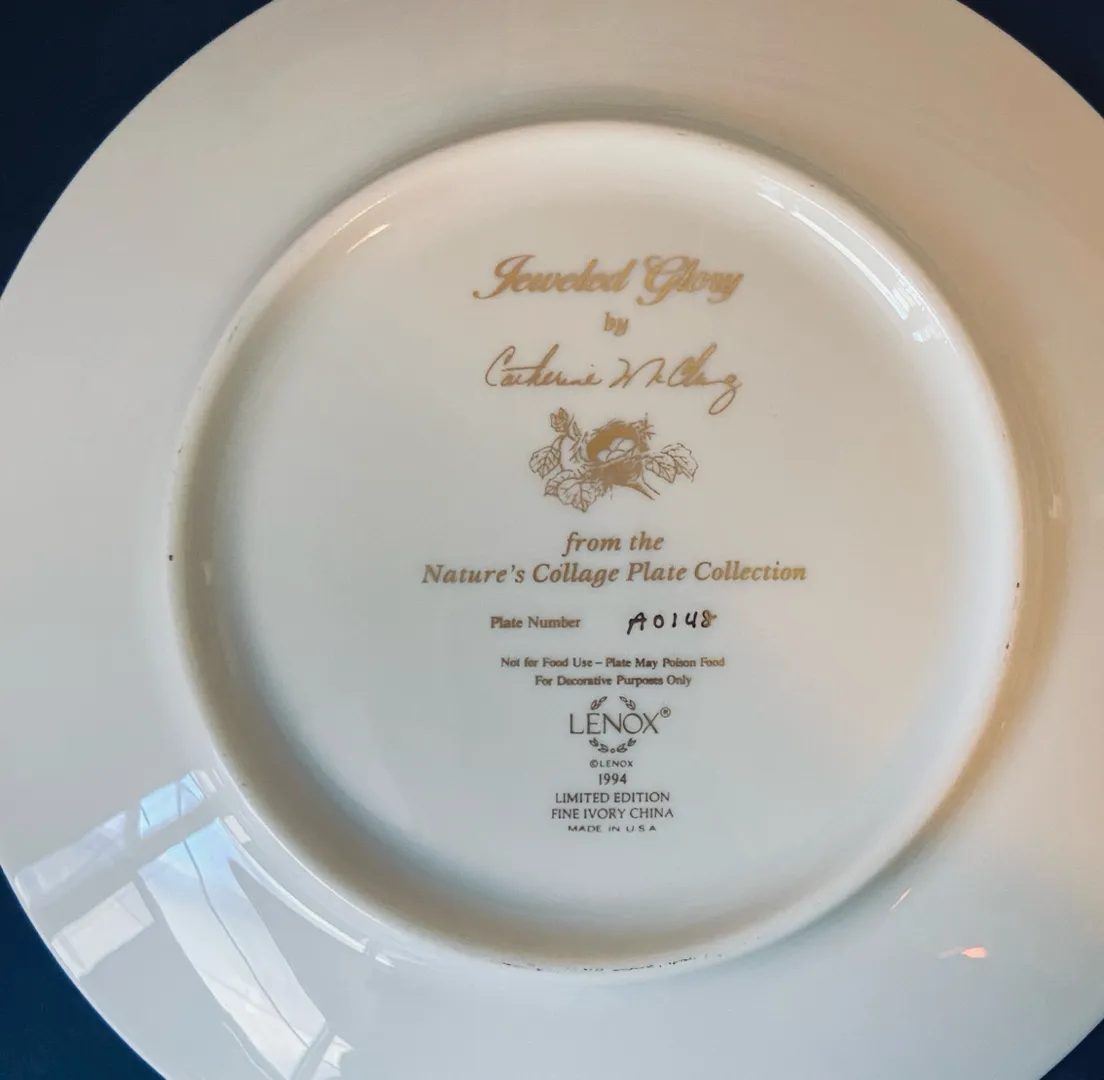 Jeweled Glory
by
Catherine McClung
from the
Nature's Collage Plate Collection
Plate Number A0148
Not for Food Use – Plate May Poison Food
For Decorative Purposes Only
LENOX®
©LENOX
1994
LIMITED EDITION
FINE IVORY CHINA
MADE IN U S A